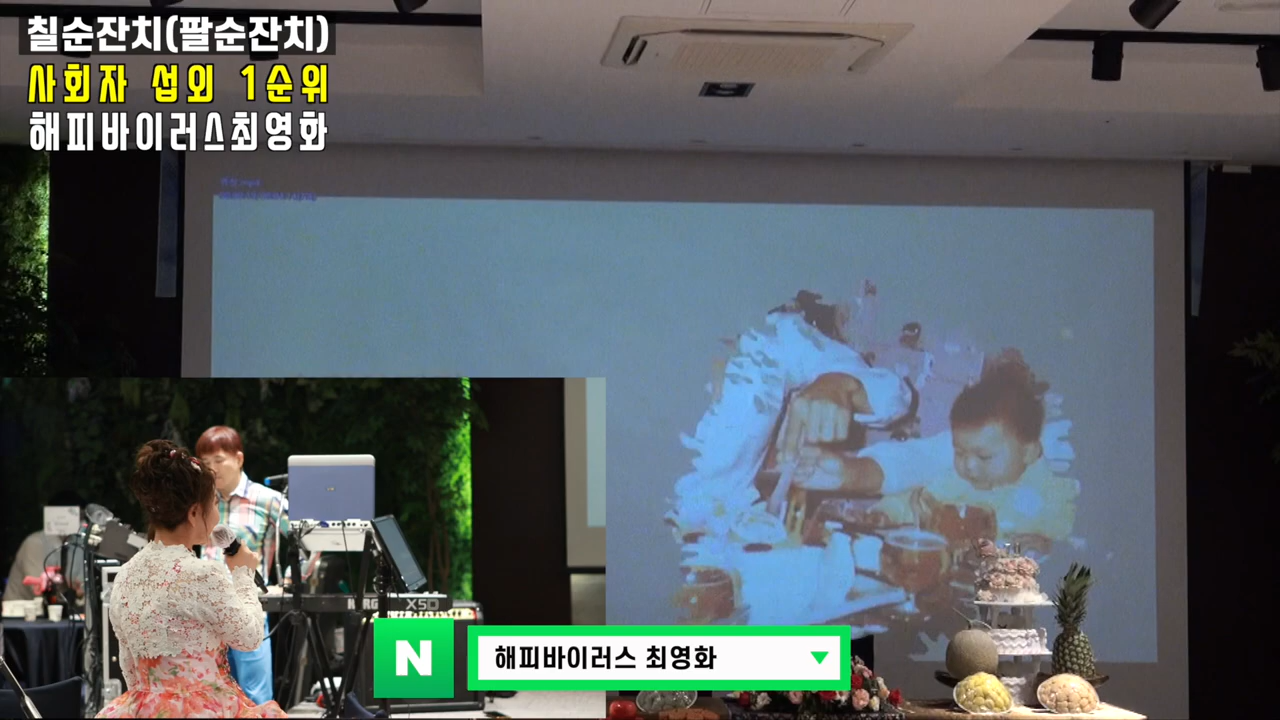 칠순잔치(팔순잔치)
사회자 섭외 1순위
해피바이러스최영화
KORG X5D
N 해피바이러스 최영화